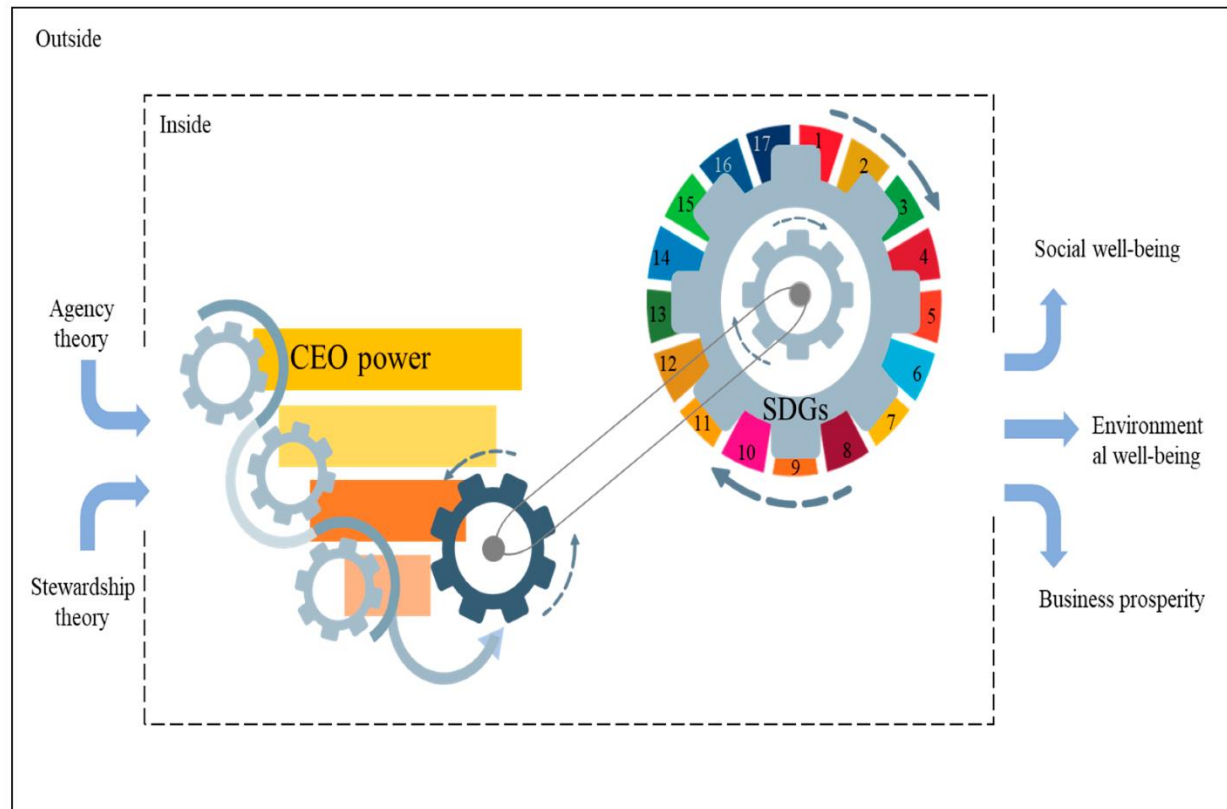 Outside
Inside
Agency
theory
Stewardship
theory
CEO power
17
1
2
3
4
5
6
7
8
9
10
11
12
13
14
15
16
SDGs
Social well-being
Environment
al well-being
Business prosperity